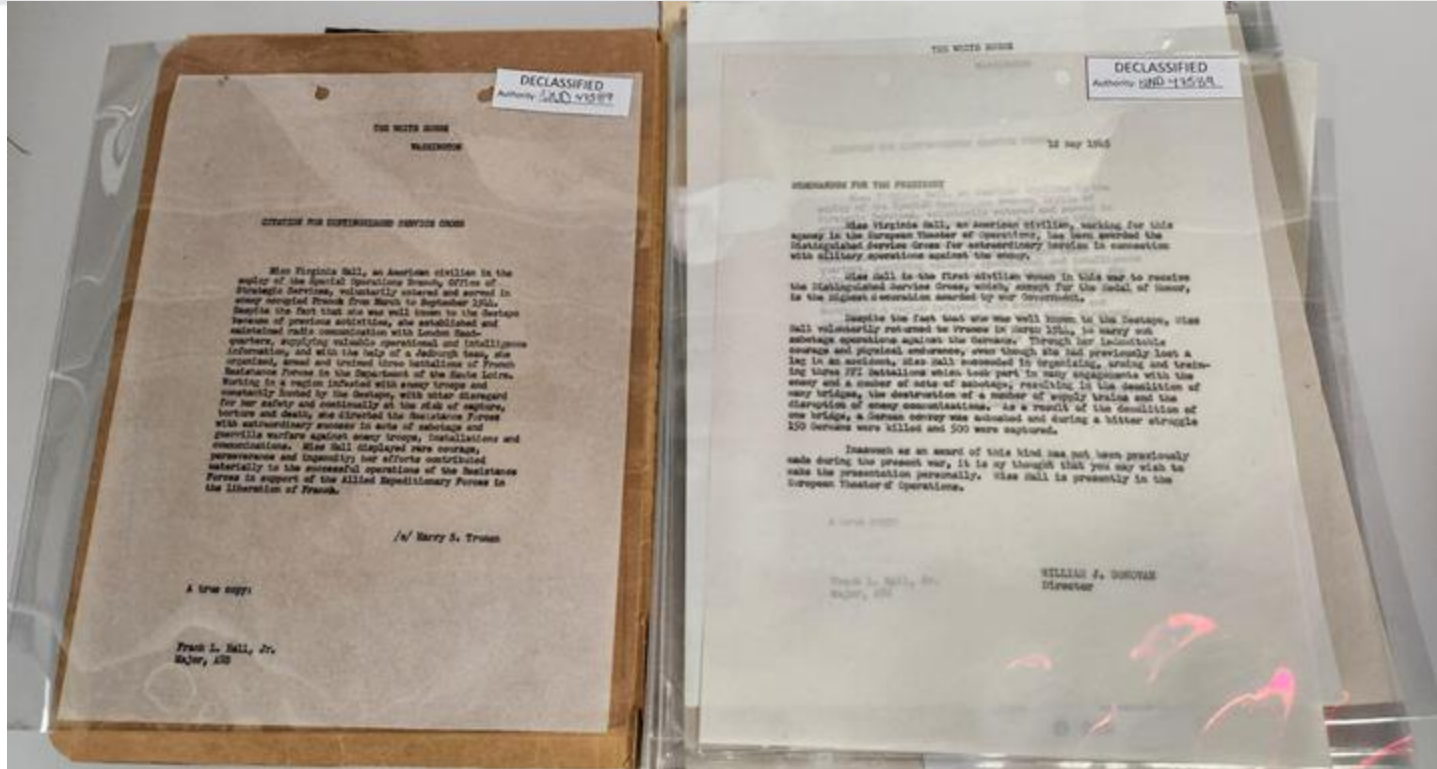 DECLASSIFIED
Authority NND 47589
THE WHITE HOUSE
WASHINGTON
CITATION FOR DISTINGUISHED SERVICE CROSS
Miss Virginia Hall, an American civilian in the
employ of the Special Operations Branch, Office of
Strategic Services, voluntarily entered and served in
enemy occupied France from March to September 1944.
Despite the fact that she was well known to the Gestapo
because of previous activities, she established and
maintained radio communication with London Head-
quarters, supplying valuable operational and intelligence
information, and with the help of a Jedburgh team, she
organized, armed and trained three battalions of French
Resistance Forces in the Department of the Haute Loire.
Working in a region infested with enemy troops and
constantly hunted by the Gestapo, with utter disregard
for her safety and continually at the risk of capture,
torture and death, she directed the Resistance Forces
with extraordinary success in acts of sabotage and
guerrilla warfare against enemy troops, installations and
communications. Miss Hall displayed rare courage,
perseverance and ingenuity; her efforts contributed
materially to the successful operations of the Resistance
Forces in support of the Allied Expeditionary Forces in
the liberation of France.
/s/ Harry S. Truman
A true copy:
Frank L. Ball, Jr.
Major, AUS
THE WHITE HOUSE
WASHINGTON
DECLASSIFIED
Authority NND 47589
12 May 1945
MEMORANDUM FOR THE PRESIDENT
Miss Virginia Hall, an American civilian, working for this
agency in the European Theater of Operations, has been awarded the
Distinguished Service Cross for extraordinary heroism in connection
with military operations against the enemy.
Miss Hall is the first civilian woman in this war to receive
the Distinguished Service Cross, which, except for the Medal of Honor,
is the highest decoration awarded by our Government.
Despite the fact that she was well known to the Gestapo, Miss
Hall voluntarily returned to France in March 1944, to carry out
sabotage operations against the Germans. Through her indomitable
courage and physical endurance, even though she had previously lost a
leg in an accident, Miss Hall succeeded in organizing, arming and train-
ing three FFI Battalions which took part in many engagements with the
enemy and a number of acts of sabotage, resulting in the demolition of
many bridges, the destruction of a number of supply trains and the
disruption of enemy communications. As a result of the demolition of
one bridge, a German convoy was ambushed and during a bitter struggle
150 Germans were killed and 500 were captured.
Inasmuch as an award of this kind has not been previously
made during the present war, it is my thought that you may wish to
make the presentation personally. Miss Hall is presently in the
European Theater of Operations.
A true copy:
Frank L. Ball, Jr.
Major, AUS
WILLIAM J. DONOVAN
Director